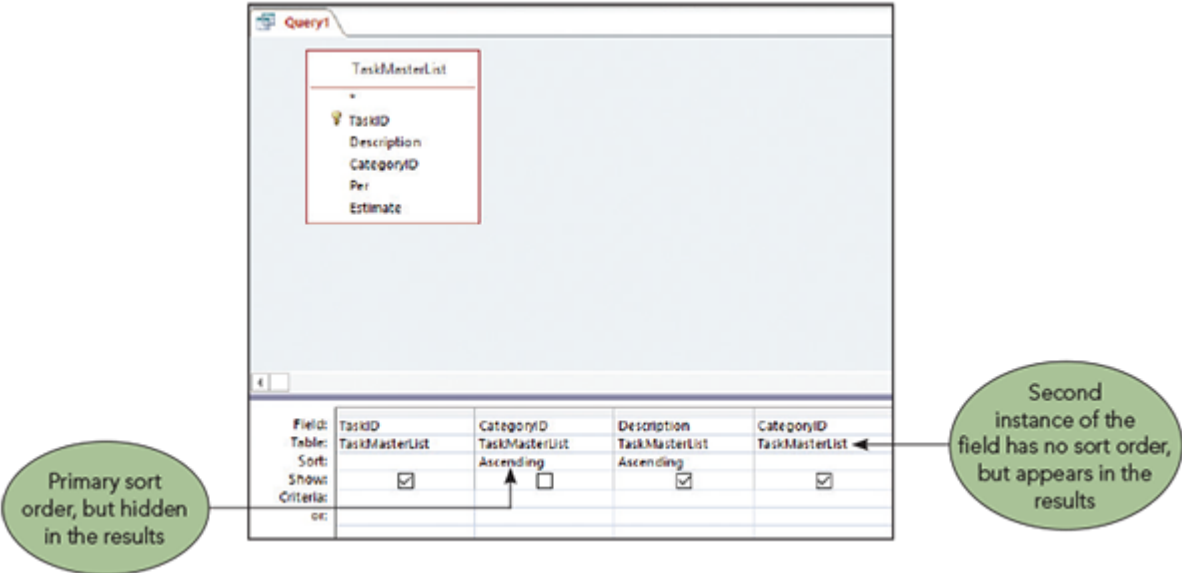 Query1
TaskMasterList
*
TaskID
Description
CategoryID
Per
Estimate
Field: TaskID CategoryID Description CategoryID
Table: TaskMasterList TaskMasterList TaskMasterList TaskMasterList
Sort: Ascending Ascending
Show:
Criteria:
or:
Primary sort
order, but hidden
in the results
Second
instance of the
field has no sort order,
but appears in the
results